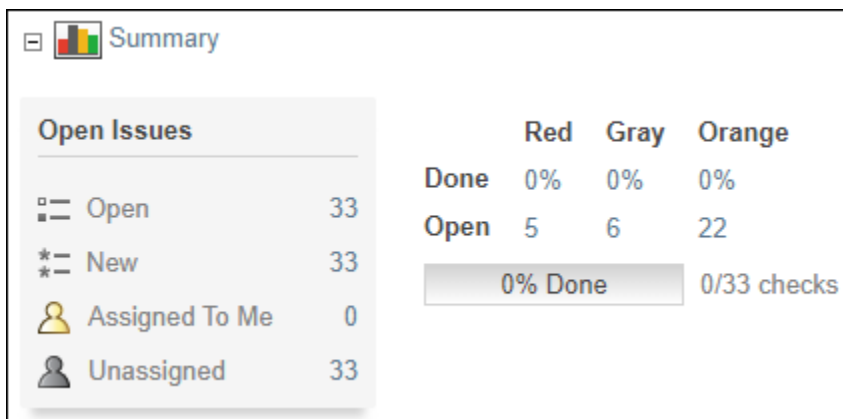 Summary
Open Issues
Open 33
New 33
Assigned To Me 0
Unassigned 33
Red Gray Orange
Done 0% 0% 0%
Open 5 6 22
0% Done 0/33 checks